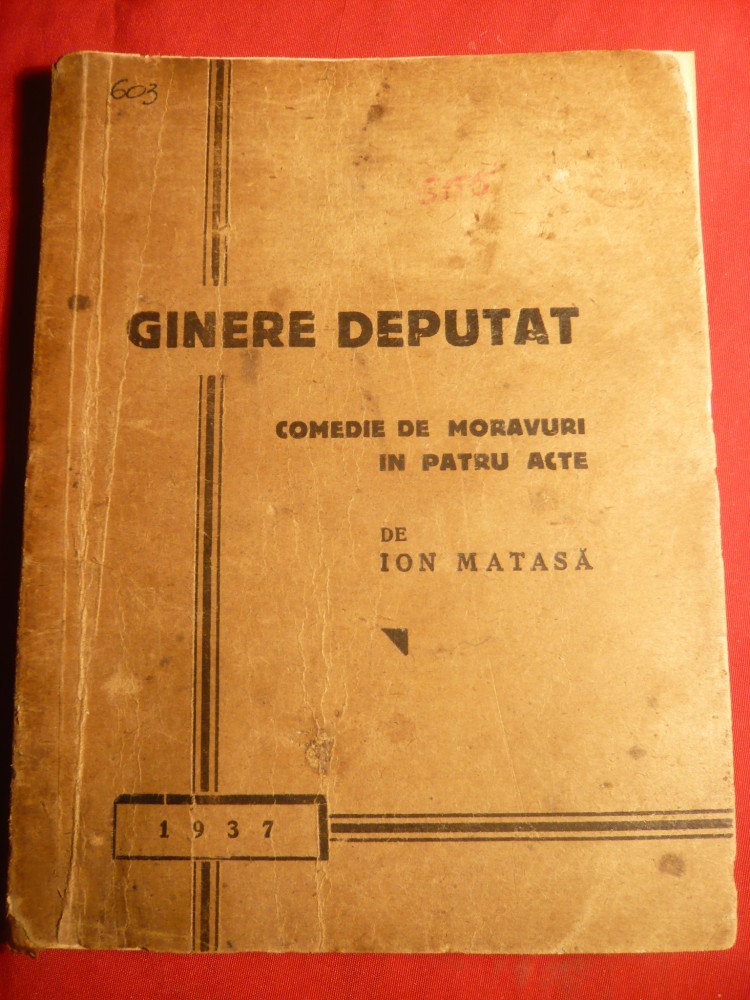 603
GINERE DEPUTAT
COMEDIE DE MORAVURI
IN PATRU ACTE
DE
ION MATASĂ
1937